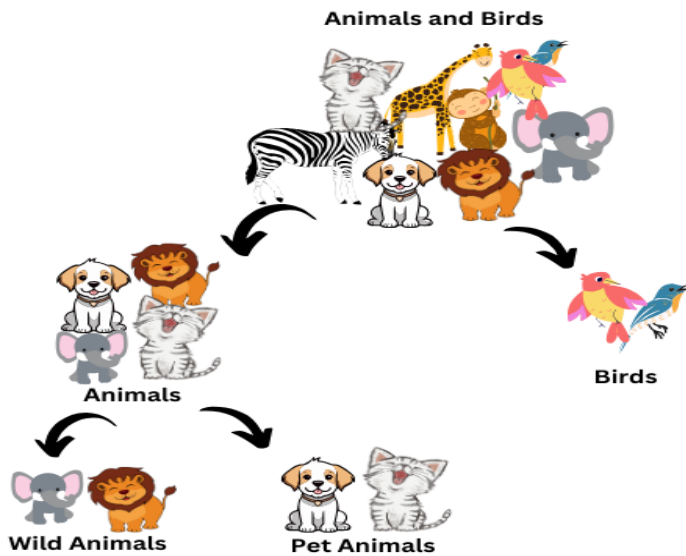 Animals and Birds
Birds
Animals
Wild Animals
Pet Animals